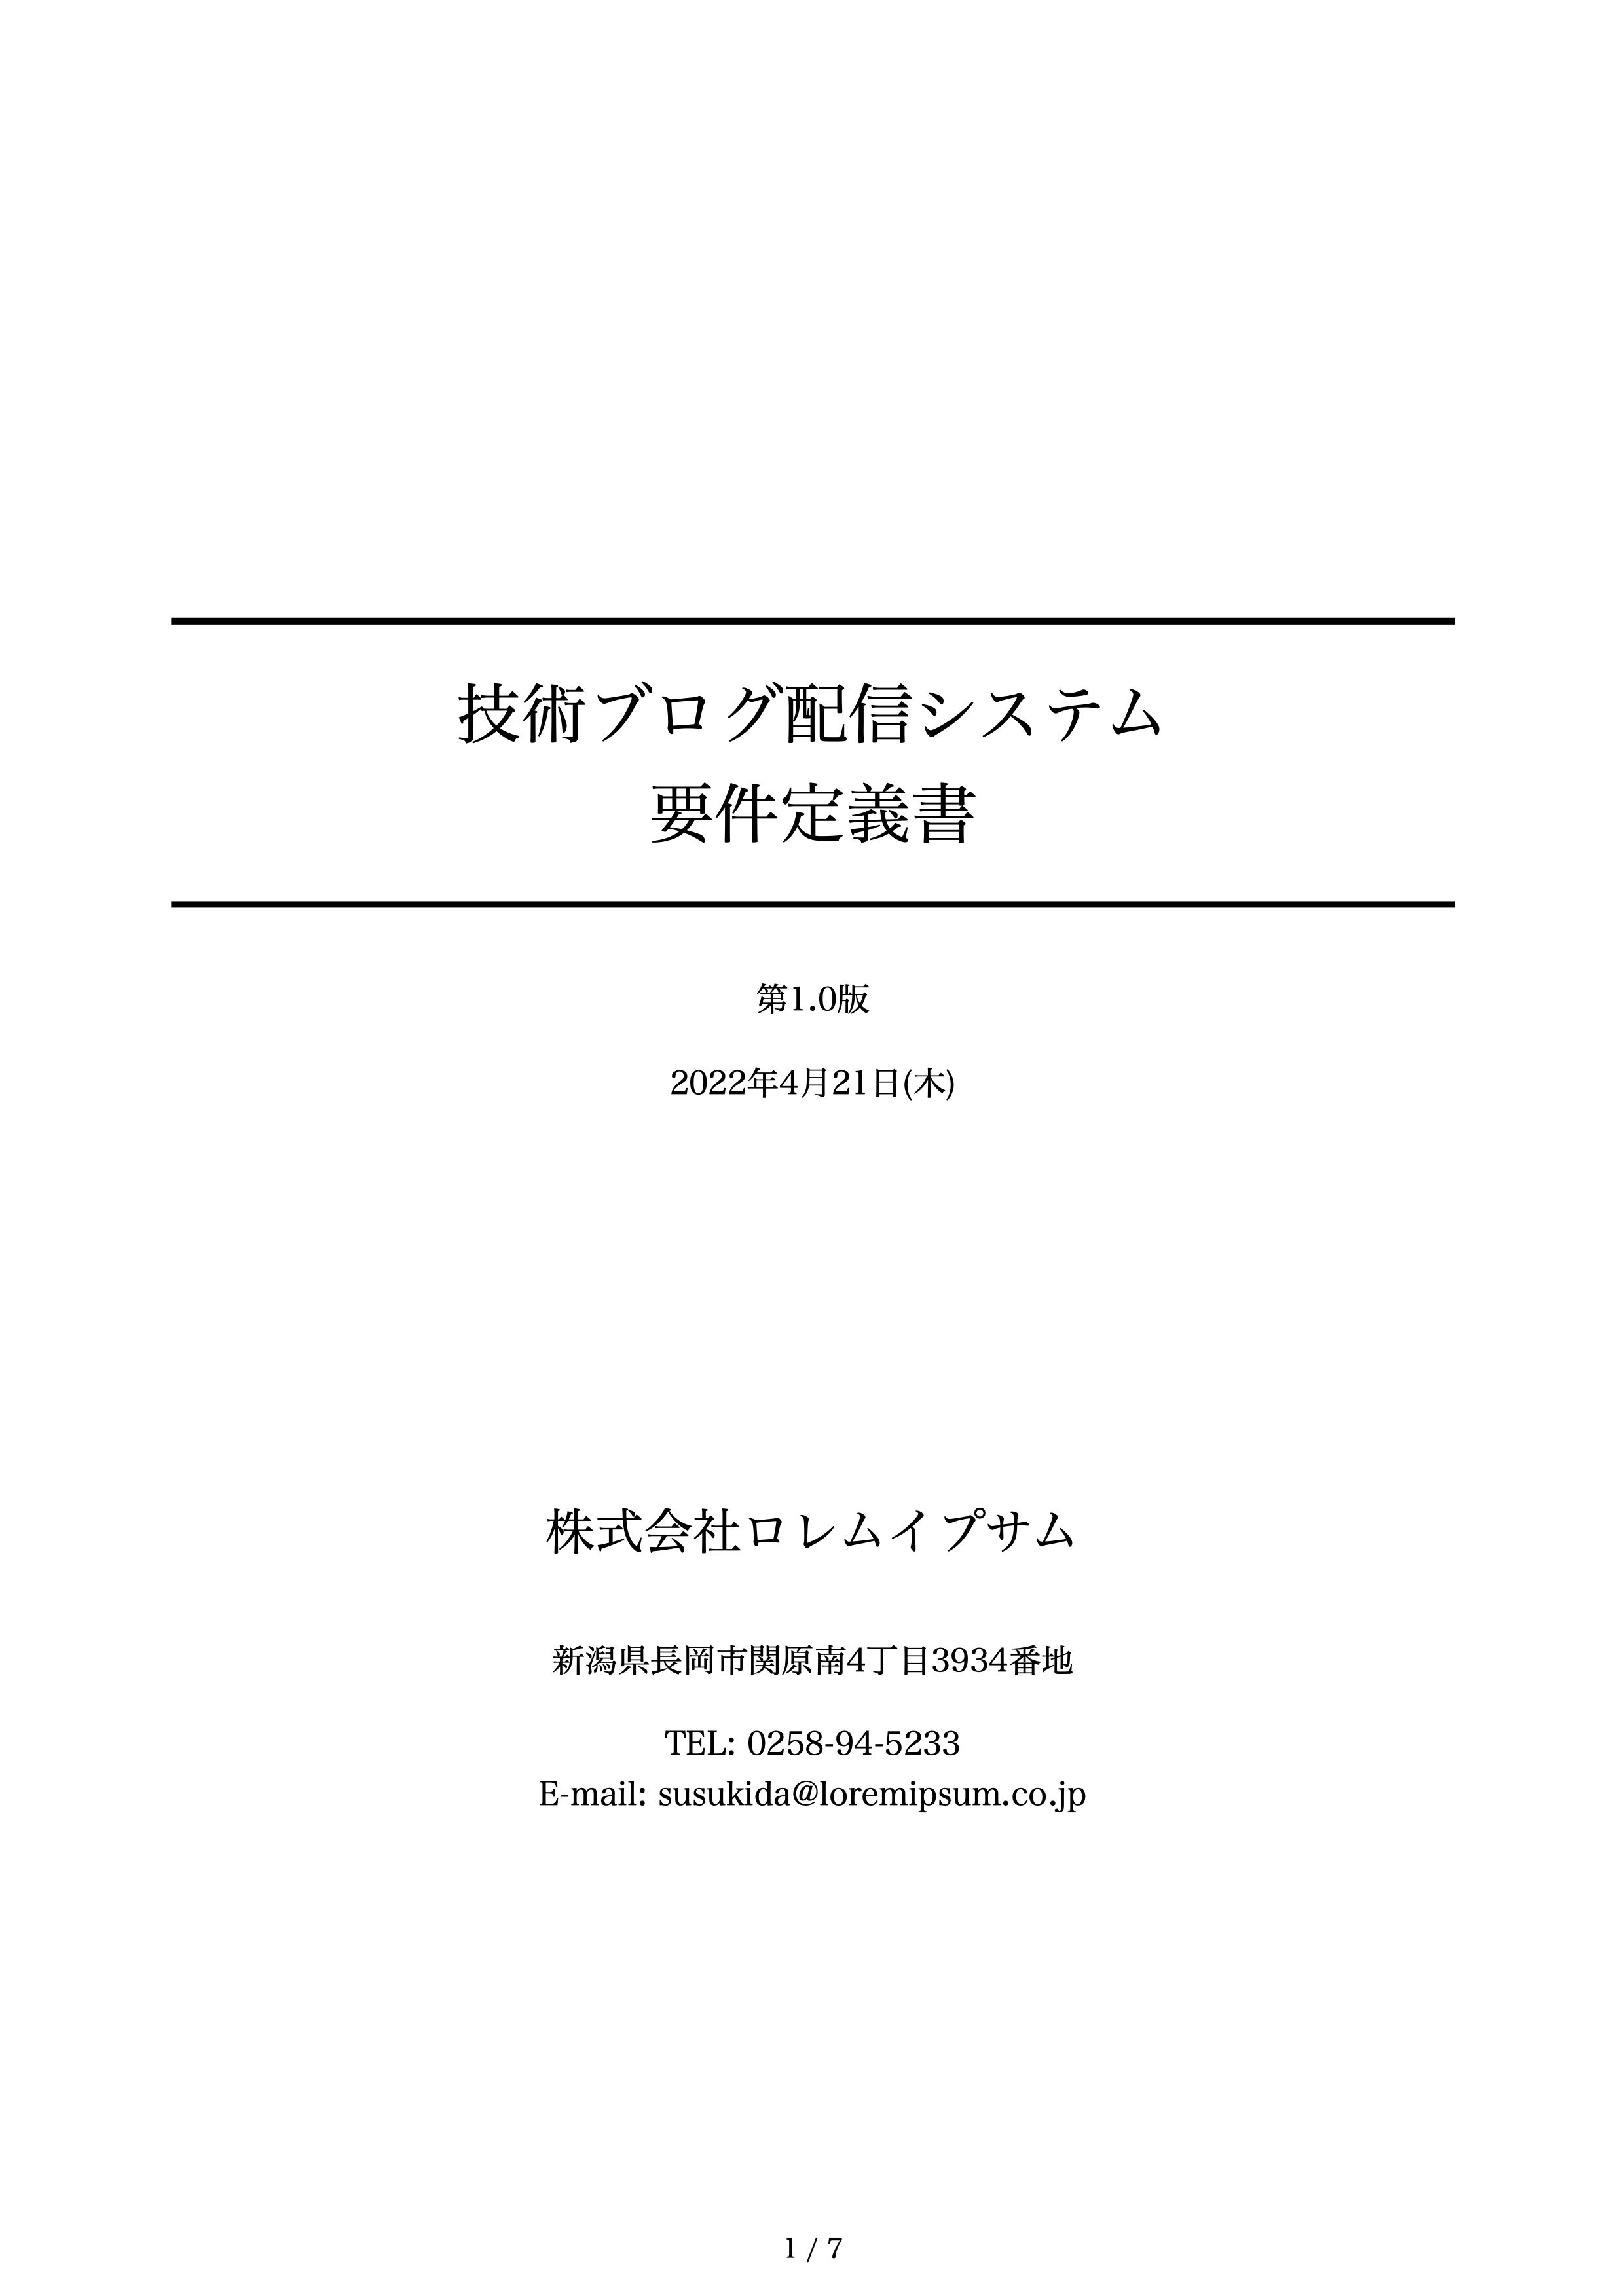 技術ブログ配信システム
要件定義書
第1.0版
2022年4月21日(木)
株式会社ロレムイプサム
新潟県長岡市関原南4丁目3934番地
TEL: 0258-94-5233
E-mail: susukida@loremipsum.co.jp
1 / 7